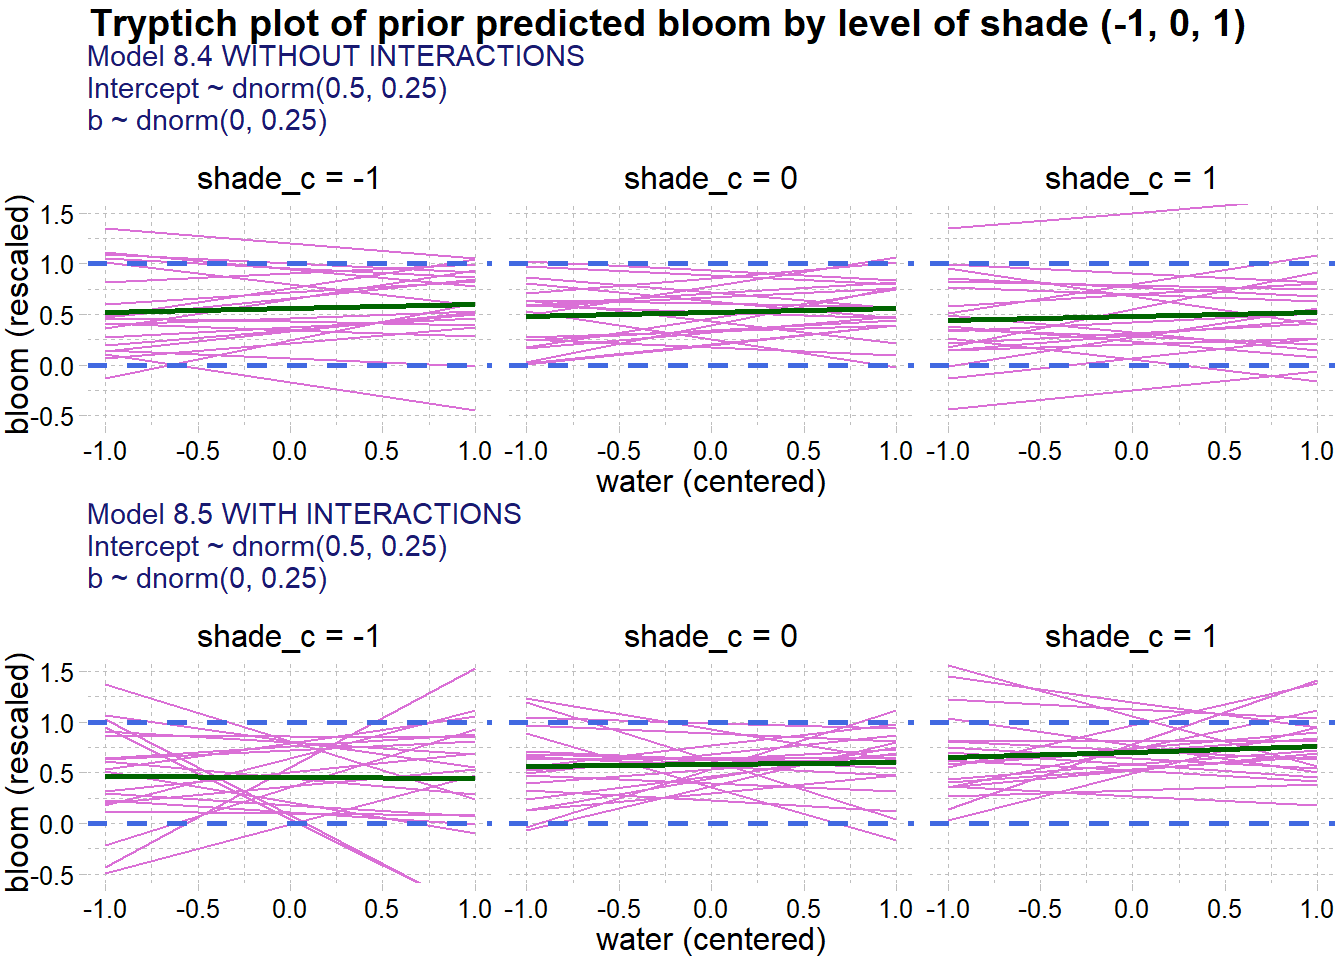 Tryptich plot of prior predicted bloom by level of shade (-1, 0, 1)
Model 8.4 WITHOUT INTERACTIONS
Intercept ~ dnorm(0.5, 0.25)
b ~ dnorm(0, 0.25)
shade_c = -1 shade_c = 0 shade_c = 1
bloom (rescaled)
1.5
1.0
0.5
0.0
-0.5
-1.0 -0.5 0.0 0.5 1.0 -1.0 -0.5 0.0 0.5 1.0 -1.0 -0.5 0.0 0.5 1.0
water (centered)
Model 8.5 WITH INTERACTIONS
Intercept ~ dnorm(0.5, 0.25)
b ~ dnorm(0, 0.25)
shade_c = -1 shade_c = 0 shade_c = 1
bloom (rescaled)
1.5
1.0
0.5
0.0
-0.5
-1.0 -0.5 0.0 0.5 1.0 -1.0 -0.5 0.0 0.5 1.0 -1.0 -0.5 0.0 0.5 1.0
water (centered)